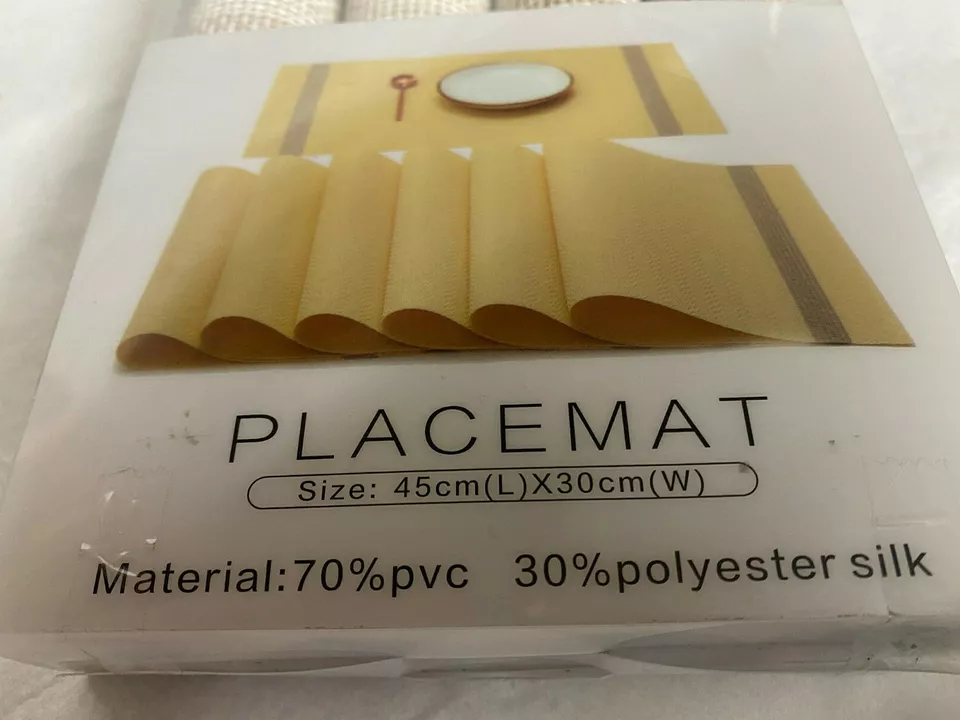 PLACEMAT
Size: 45cm(L)X30cm(W)
Material:70%pvc 30%polyester silk